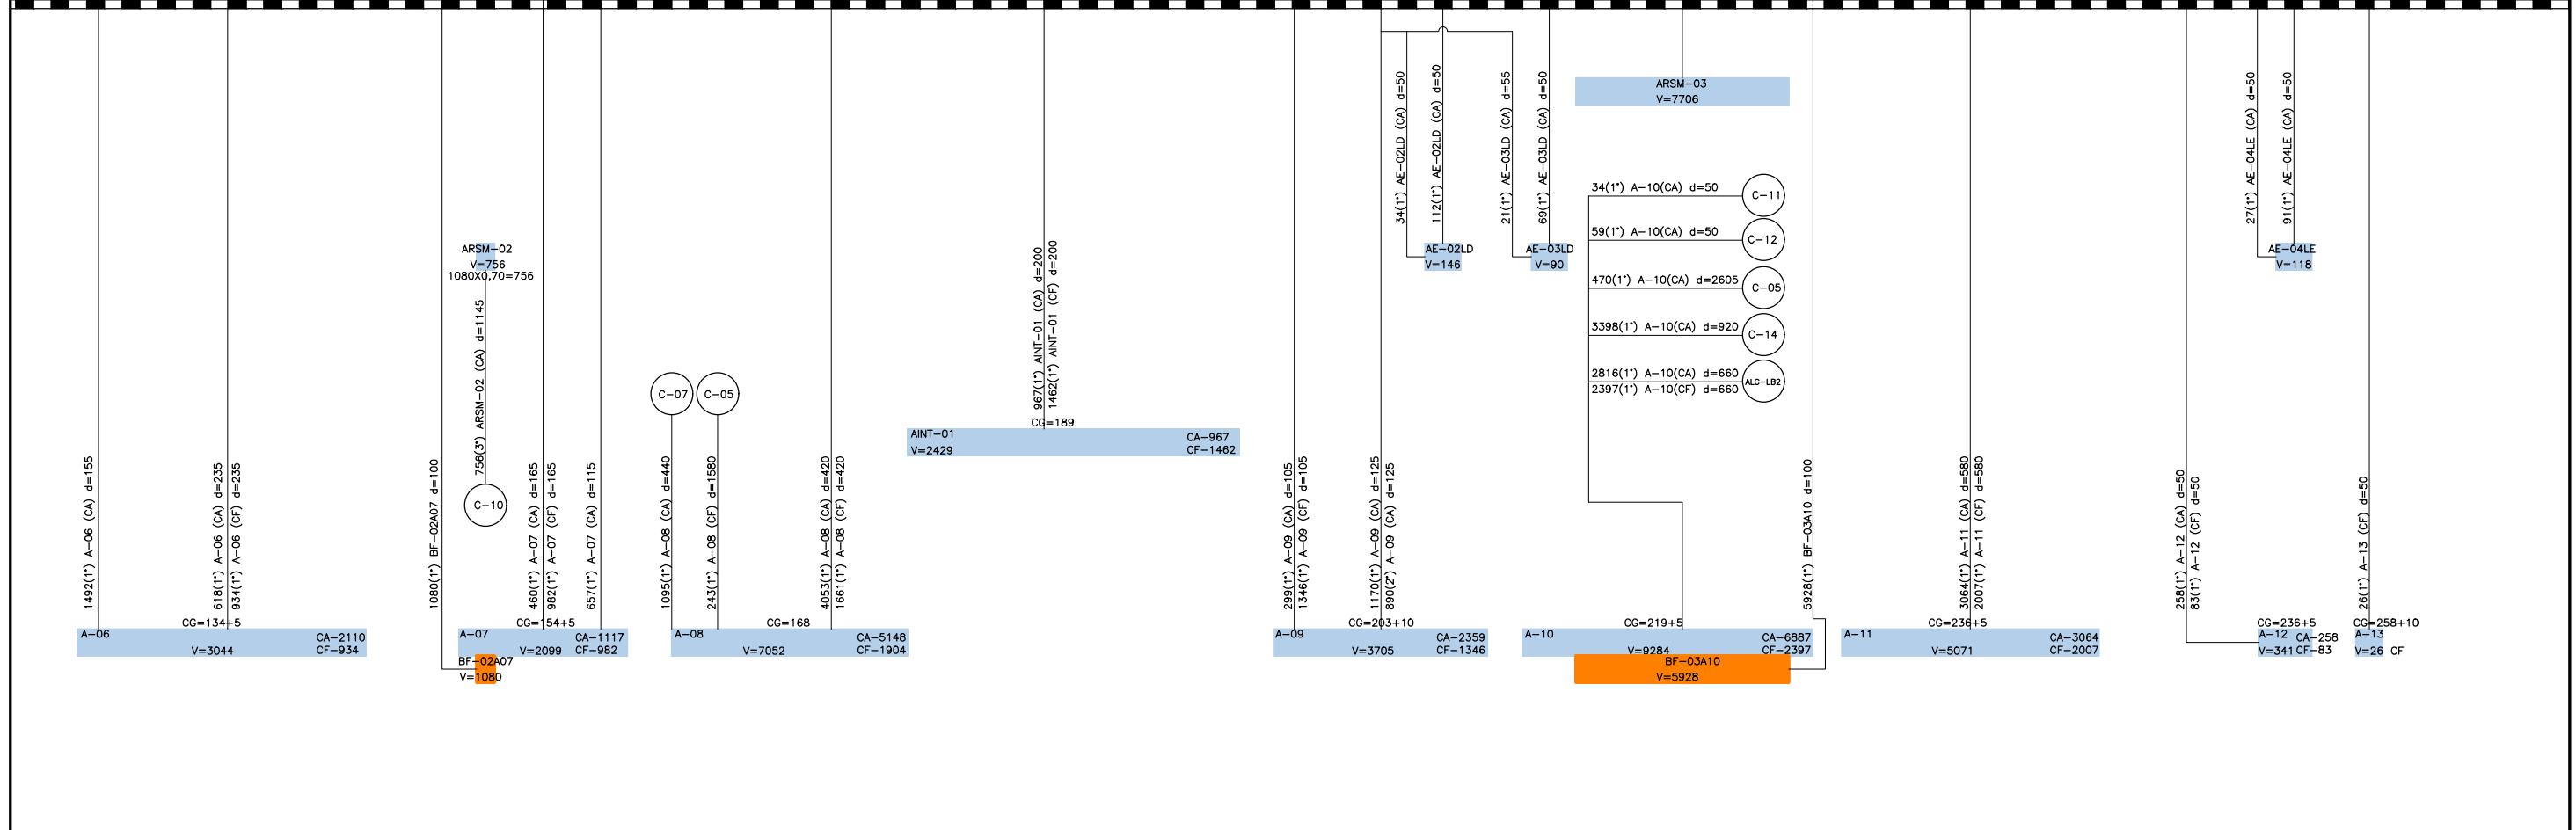 ARSM-03
V=7706
34(1°) AE-02LD (CA) d=50
112(1°) AE-02LD (CA) d=50
21(1°) AE-03LD (CA) d=55
69(1°) AE-03LD (CA) d=50
27(1°) AE-04LE (CA) d=50
91(1°) AE-04LE (CA) d=50
34(1°) A-10(CA) d=50
C-11
59(1°) A-10(CA) d=50
C-12
470(1°) A-10(CA) d=2605
C-05
3398(1°) A-10(CA) d=920
C-14
2816(1°) A-10(CA) d=660
2397(1°) A-10(CF) d=660
ALC-LB2
ARSM-02
V=756
1080X0,70=756
AE-02LD
V=146
AE-03LD
V=90
AE-04LE
V=118
756(3°) ARSM-02 (CA) d=1145
C-10
C-07
C-05
967(1°) AINT-01 (CA) d=200
1462(1°) AINT-01 (CF) d=200
CG=189
AINT-01
CA-967
V=2429
CF-1462
1492(1°) A-06 (CA) d=155
618(1°) A-06 (CA) d=235
934(1°) A-06 (CF) d=235
1080(1°) BF-02A07 d=100
460(1°) A-07 (CA) d=165
982(1°) A-07 (CF) d=165
657(1°) A-07 (CA) d=115
1095(1°) A-08 (CA) d=440
243(1°) A-08 (CF) d=1580
4053(1°) A-08 (CA) d=420
1661(1°) A-08 (CF) d=420
299(1°) A-09 (CA) d=105
1346(1°) A-09 (CF) d=105
1170(1°) A-09 (CA) d=125
890(2°) A-09 (CA) d=125
5928(1°) BF-03A10 d=100
3064(1°) A-11 (CA) d=580
2007(1°) A-11 (CF) d=580
258(1°) A-12 (CA) d=50
83(1°) A-12 (CF) d=50
26(1°) A-13 (CF) d=50
CG=134+5
A-06
CA-2110
V=3044
CF-934
CG=154+5
A-07
CA-1117
V=2099
CF-982
BF-02A07
V=1080
CG=168
A-08
CA-5148
V=7052
CF-1904
CG=203+10
A-09
CA-2359
V=3705
CF-1346
CG=219+5
A-10
CA-6887
V=9284
CF-2397
BF-03A10
V=5928
CG=236+5
A-11
CA-3064
V=5071
CF-2007
CG=236+5
A-12 CA-258
V=341 CF-83
CG=258+10
A-13
V=26 CF